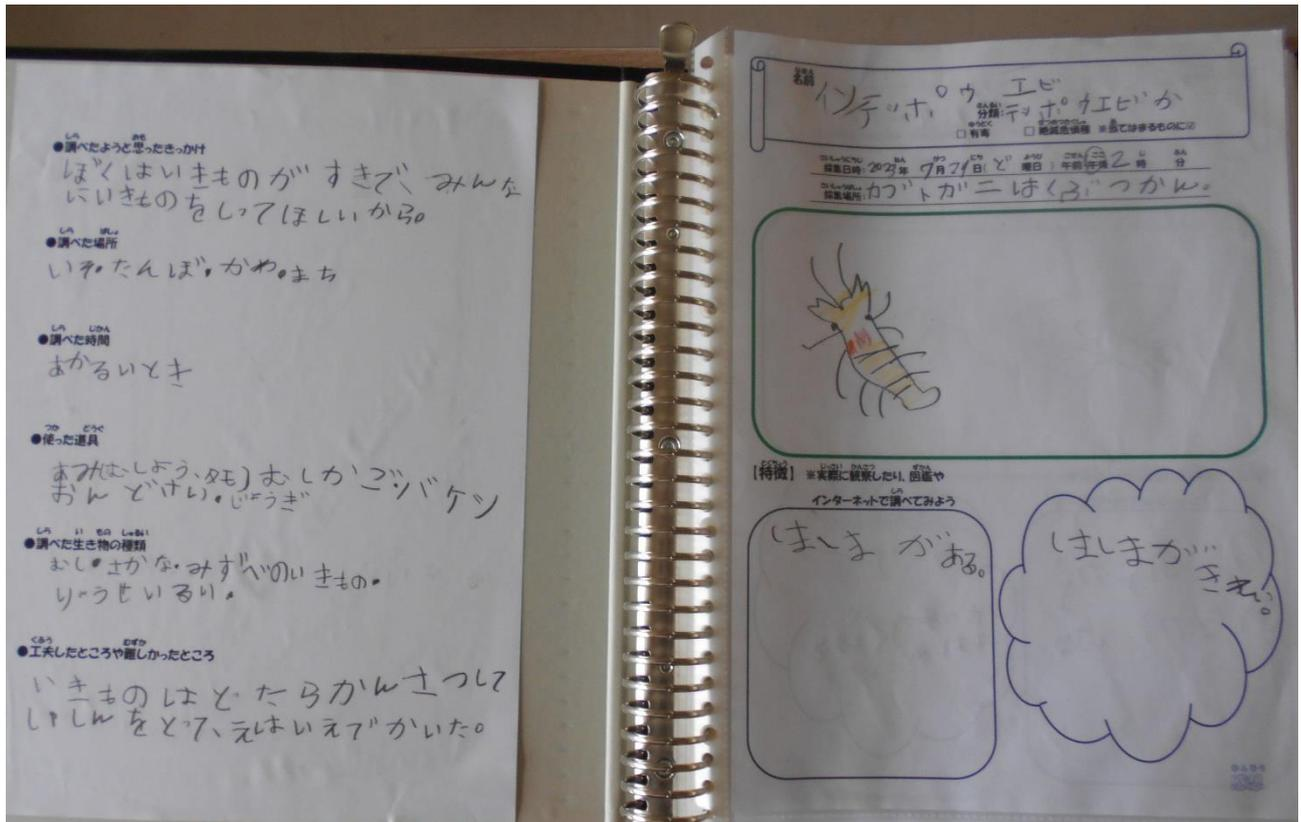 ●調べたようと思ったきっかけ
ぼくはいきものがすきで、みんな
にいきものをしってほしいから。
●調べた場所
いそ・たんぼ・かわ・まち
●調べた時間
あかるいとき
●使った道具
あみ(むしよう、タモ)むしかご、バケツ
おんどけい・じょうぎ
●調べた生き物の種類
むし・さかな・みずべのいきもの・
りょうせいるい・
●工夫したところや難しかったところ
いきものはとったらかんさつして
しゃしんをとって、えはいえでかいた。
名前
イソテッポウエビ
分類:テッポウエビか
□ 有毒 □ 絶滅危惧種 ※当てはまるものに☑
採集日時:2023年 7月29日(ど 曜日)午前・午後2時 分
採集場所:カブトガニはくぶつかん。
【特徴】 ※実際に観察したり、図鑑や
インターネットで調べてみよう
はしまがある。
はしまが
きれい。